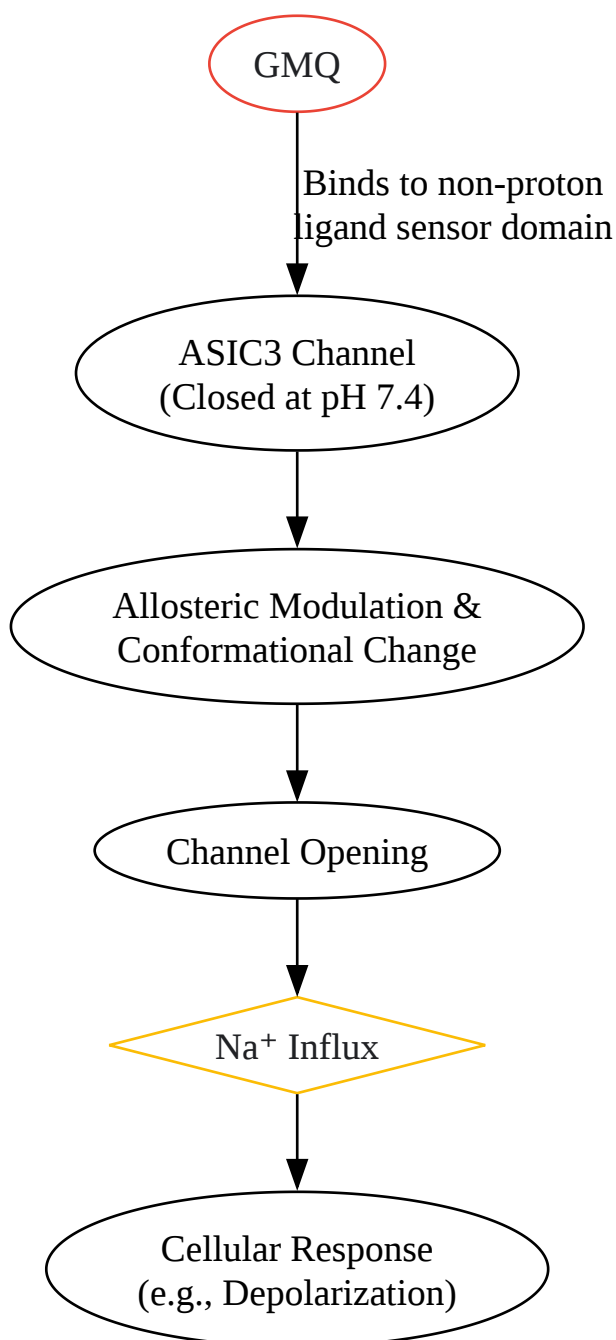 GMQ
Binds to non-proton
ligand sensor domain
ASIC3 Channel
(Closed at pH 7.4)
Allosteric Modulation &
Conformational Change
Channel Opening
Na⁺ Influx
Cellular Response
(e.g., Depolarization)